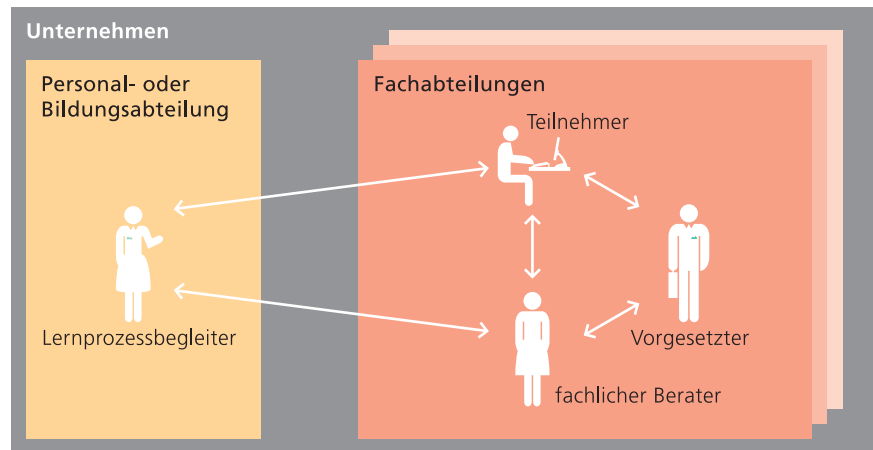 Unternehmen
Personal- oder
Bildungsabteilung
Fachabteilungen
Teilnehmer
Lernprozessbegleiter
Vorgesetzter
fachlicher Berater